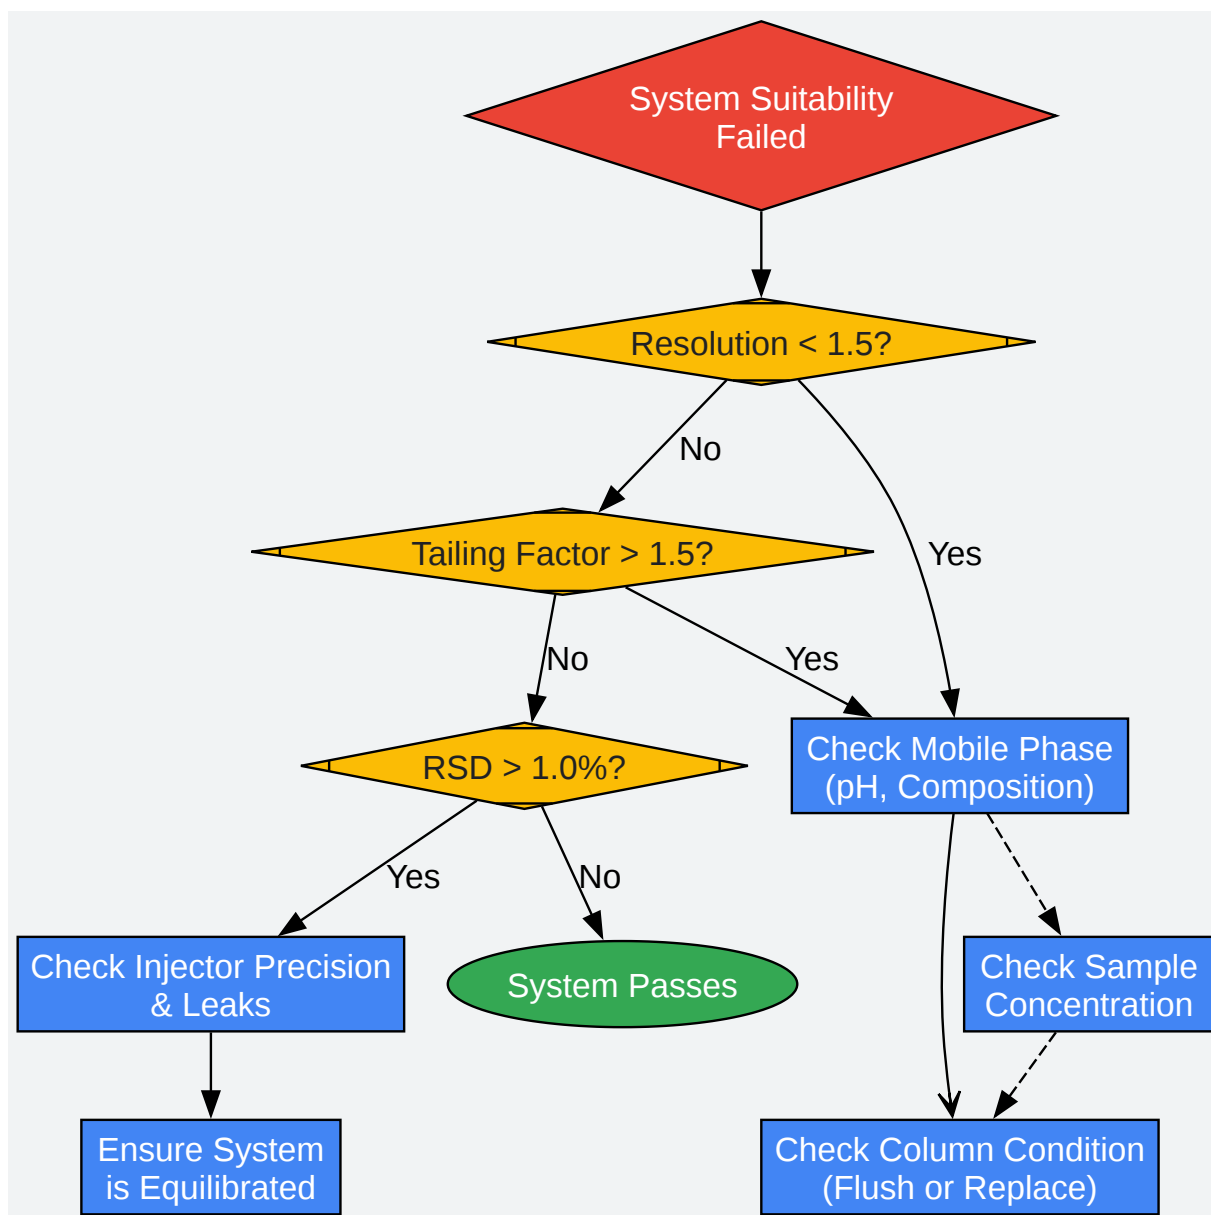 System Suitability
Failed
Resolution < 1.5?
No
Yes
Tailing Factor > 1.5?
No
Yes
RSD > 1.0%?
Check Mobile Phase
(pH, Composition)
Yes
No
Check Injector Precision
& Leaks
System Passes
Check Sample
Concentration
Ensure System
is Equilibrated
Check Column Condition
(Flush or Replace)